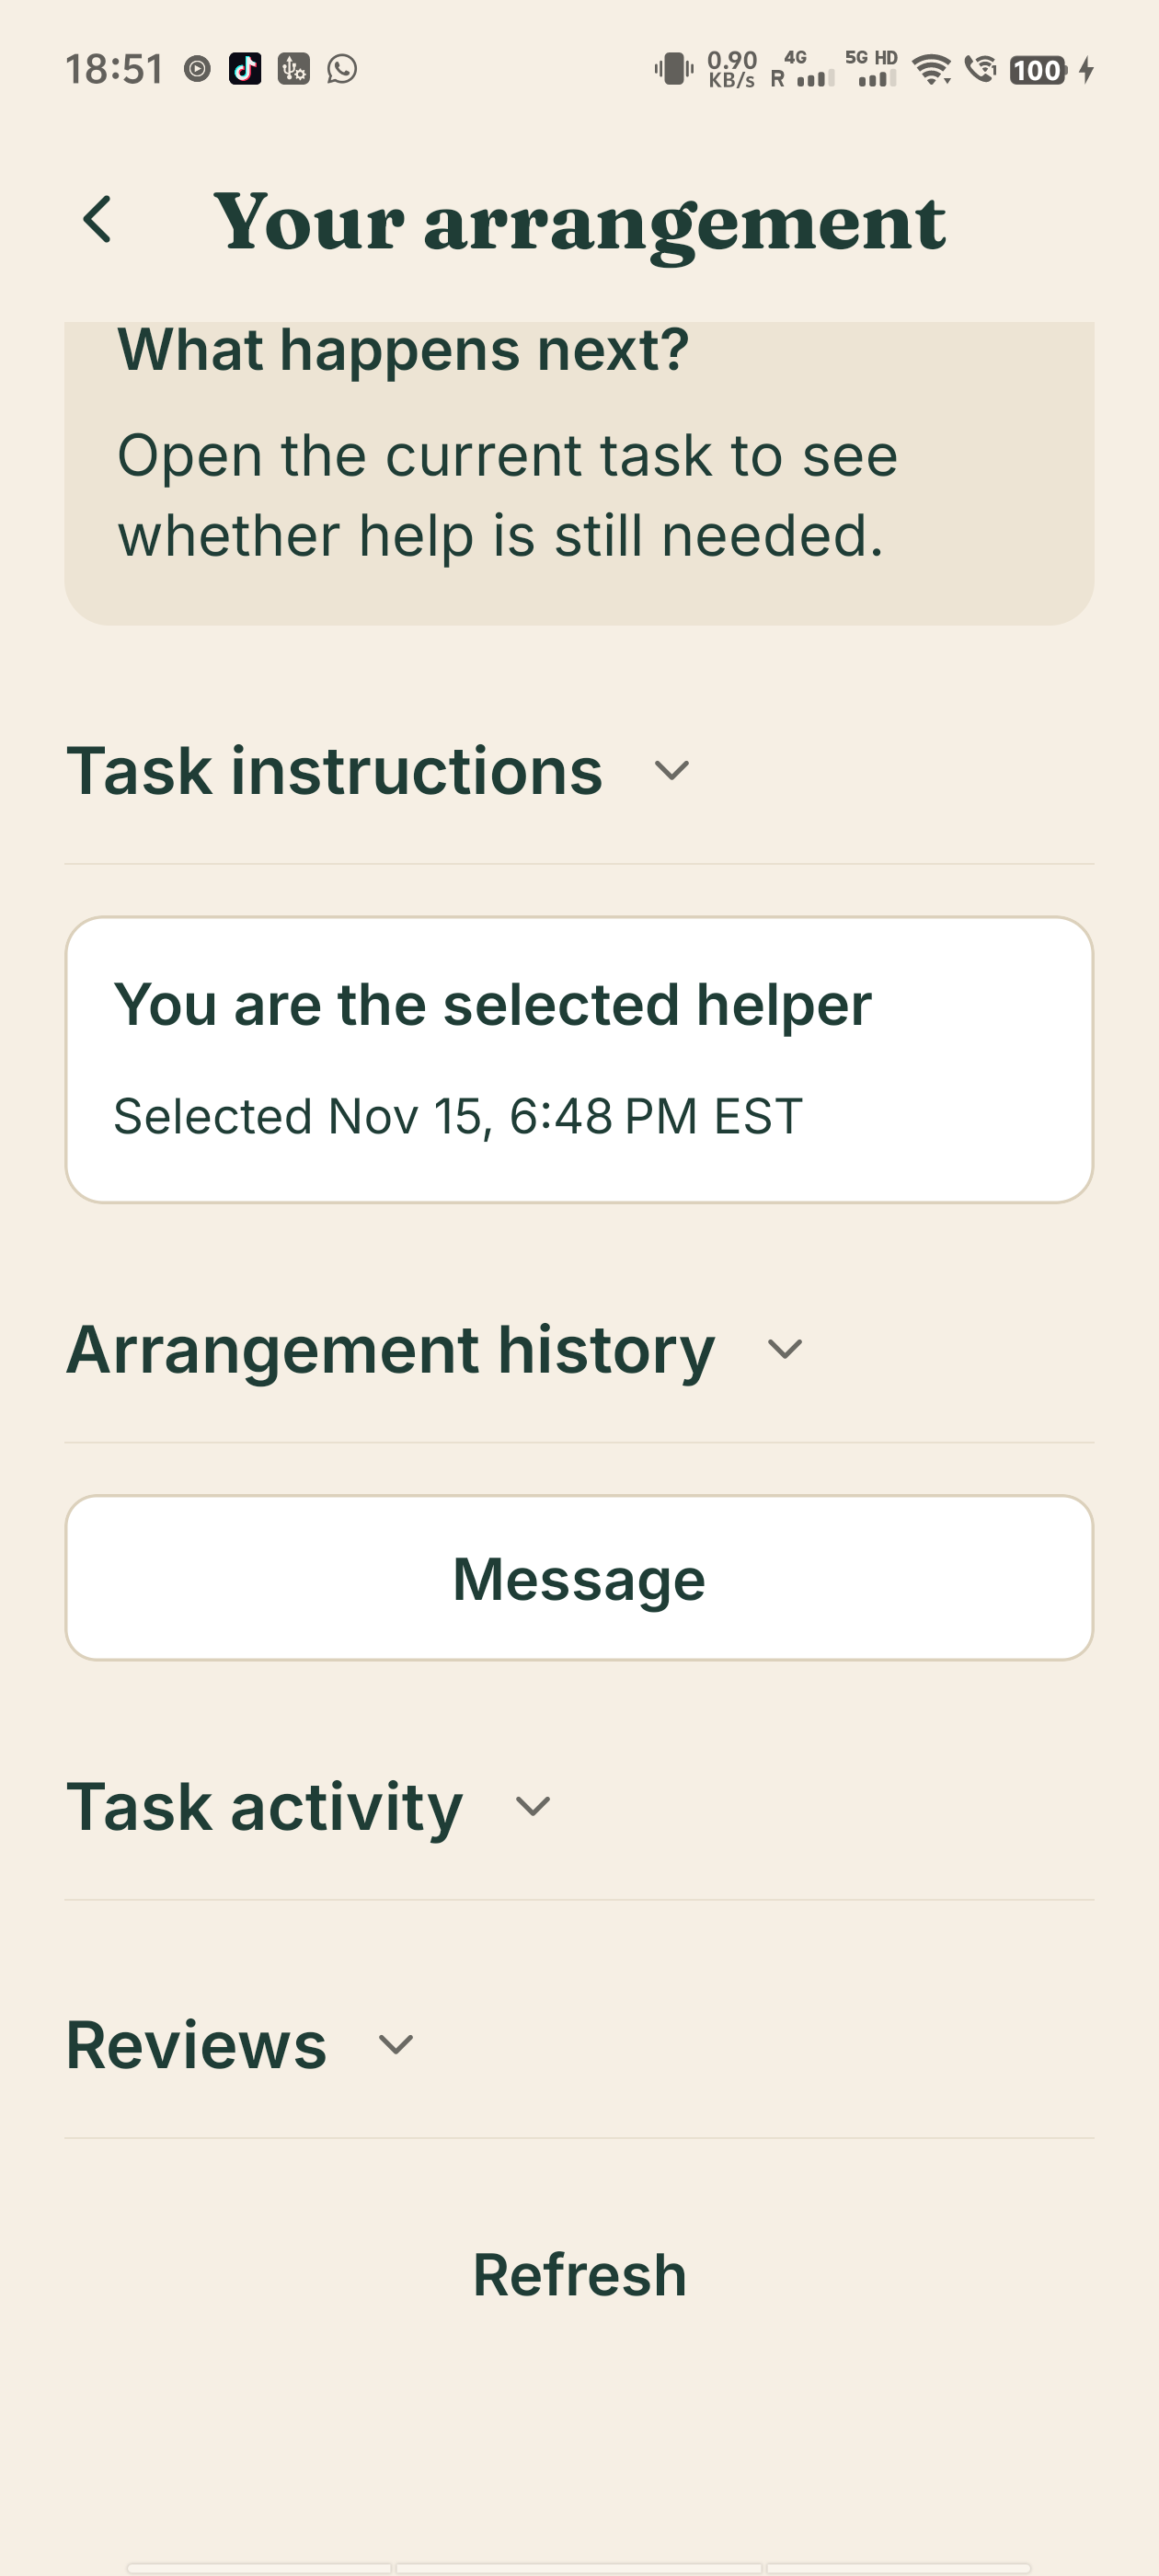 18:51
0.90 KB/s R 4G 5G HD 100
Your arrangement
What happens next?
Open the current task to see
whether help is still needed.
Task instructions
You are the selected helper
Selected Nov 15, 6:48 PM EST
Arrangement history
Message
Task activity
Reviews
Refresh